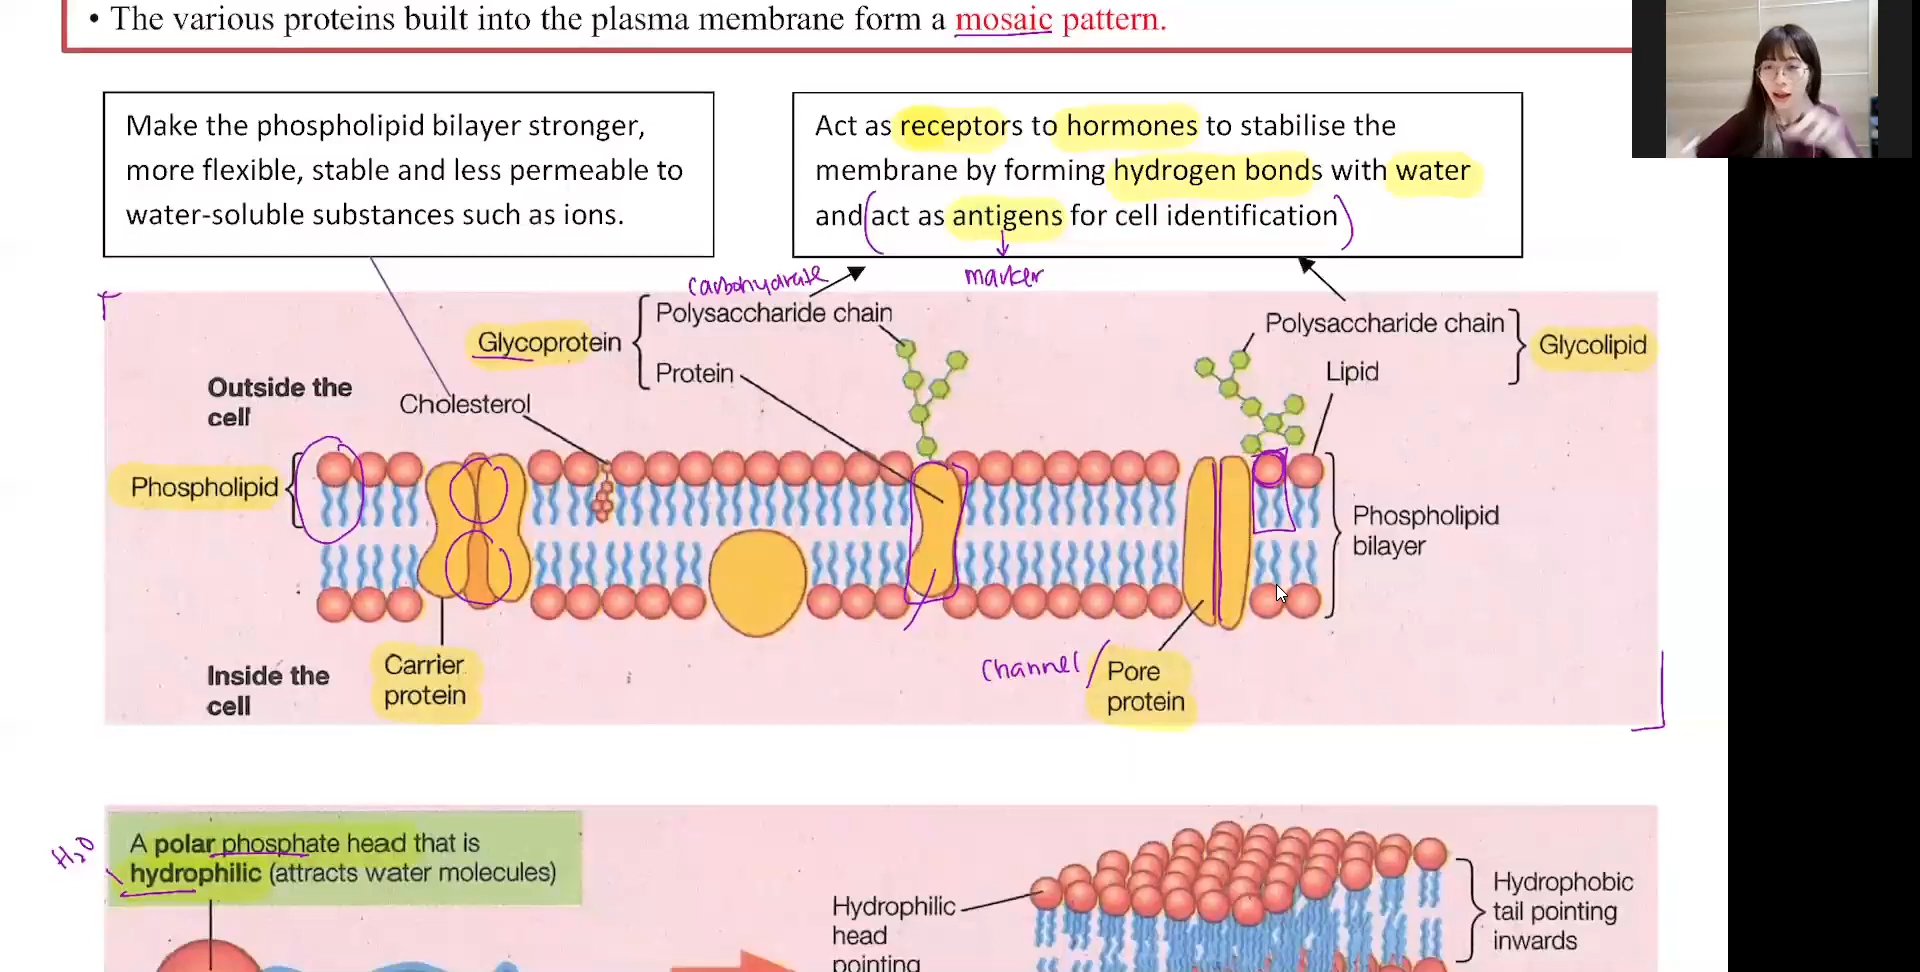 • The various proteins built into the plasma membrane form a mosaic pattern.
Make the phospholipid bilayer stronger,
more flexible, stable and less permeable to
water-soluble substances such as ions.
Act as receptors to hormones to stabilise the
membrane by forming hydrogen bonds with water
and (act as antigens for cell identification)
carbohydrate
marker
Polysaccharide chain
Glycoprotein
Protein
Polysaccharide chain
Glycolipid
Lipid
Outside the
cell
Cholesterol
Phospholipid
Phospholipid
bilayer
Inside the
cell
Carrier
protein
Channel /
Pore
protein
H2O
A polar phosphate head that is
hydrophilic (attracts water molecules)
Hydrophilic
head
pointing
Hydrophobic
tail pointing
inwards